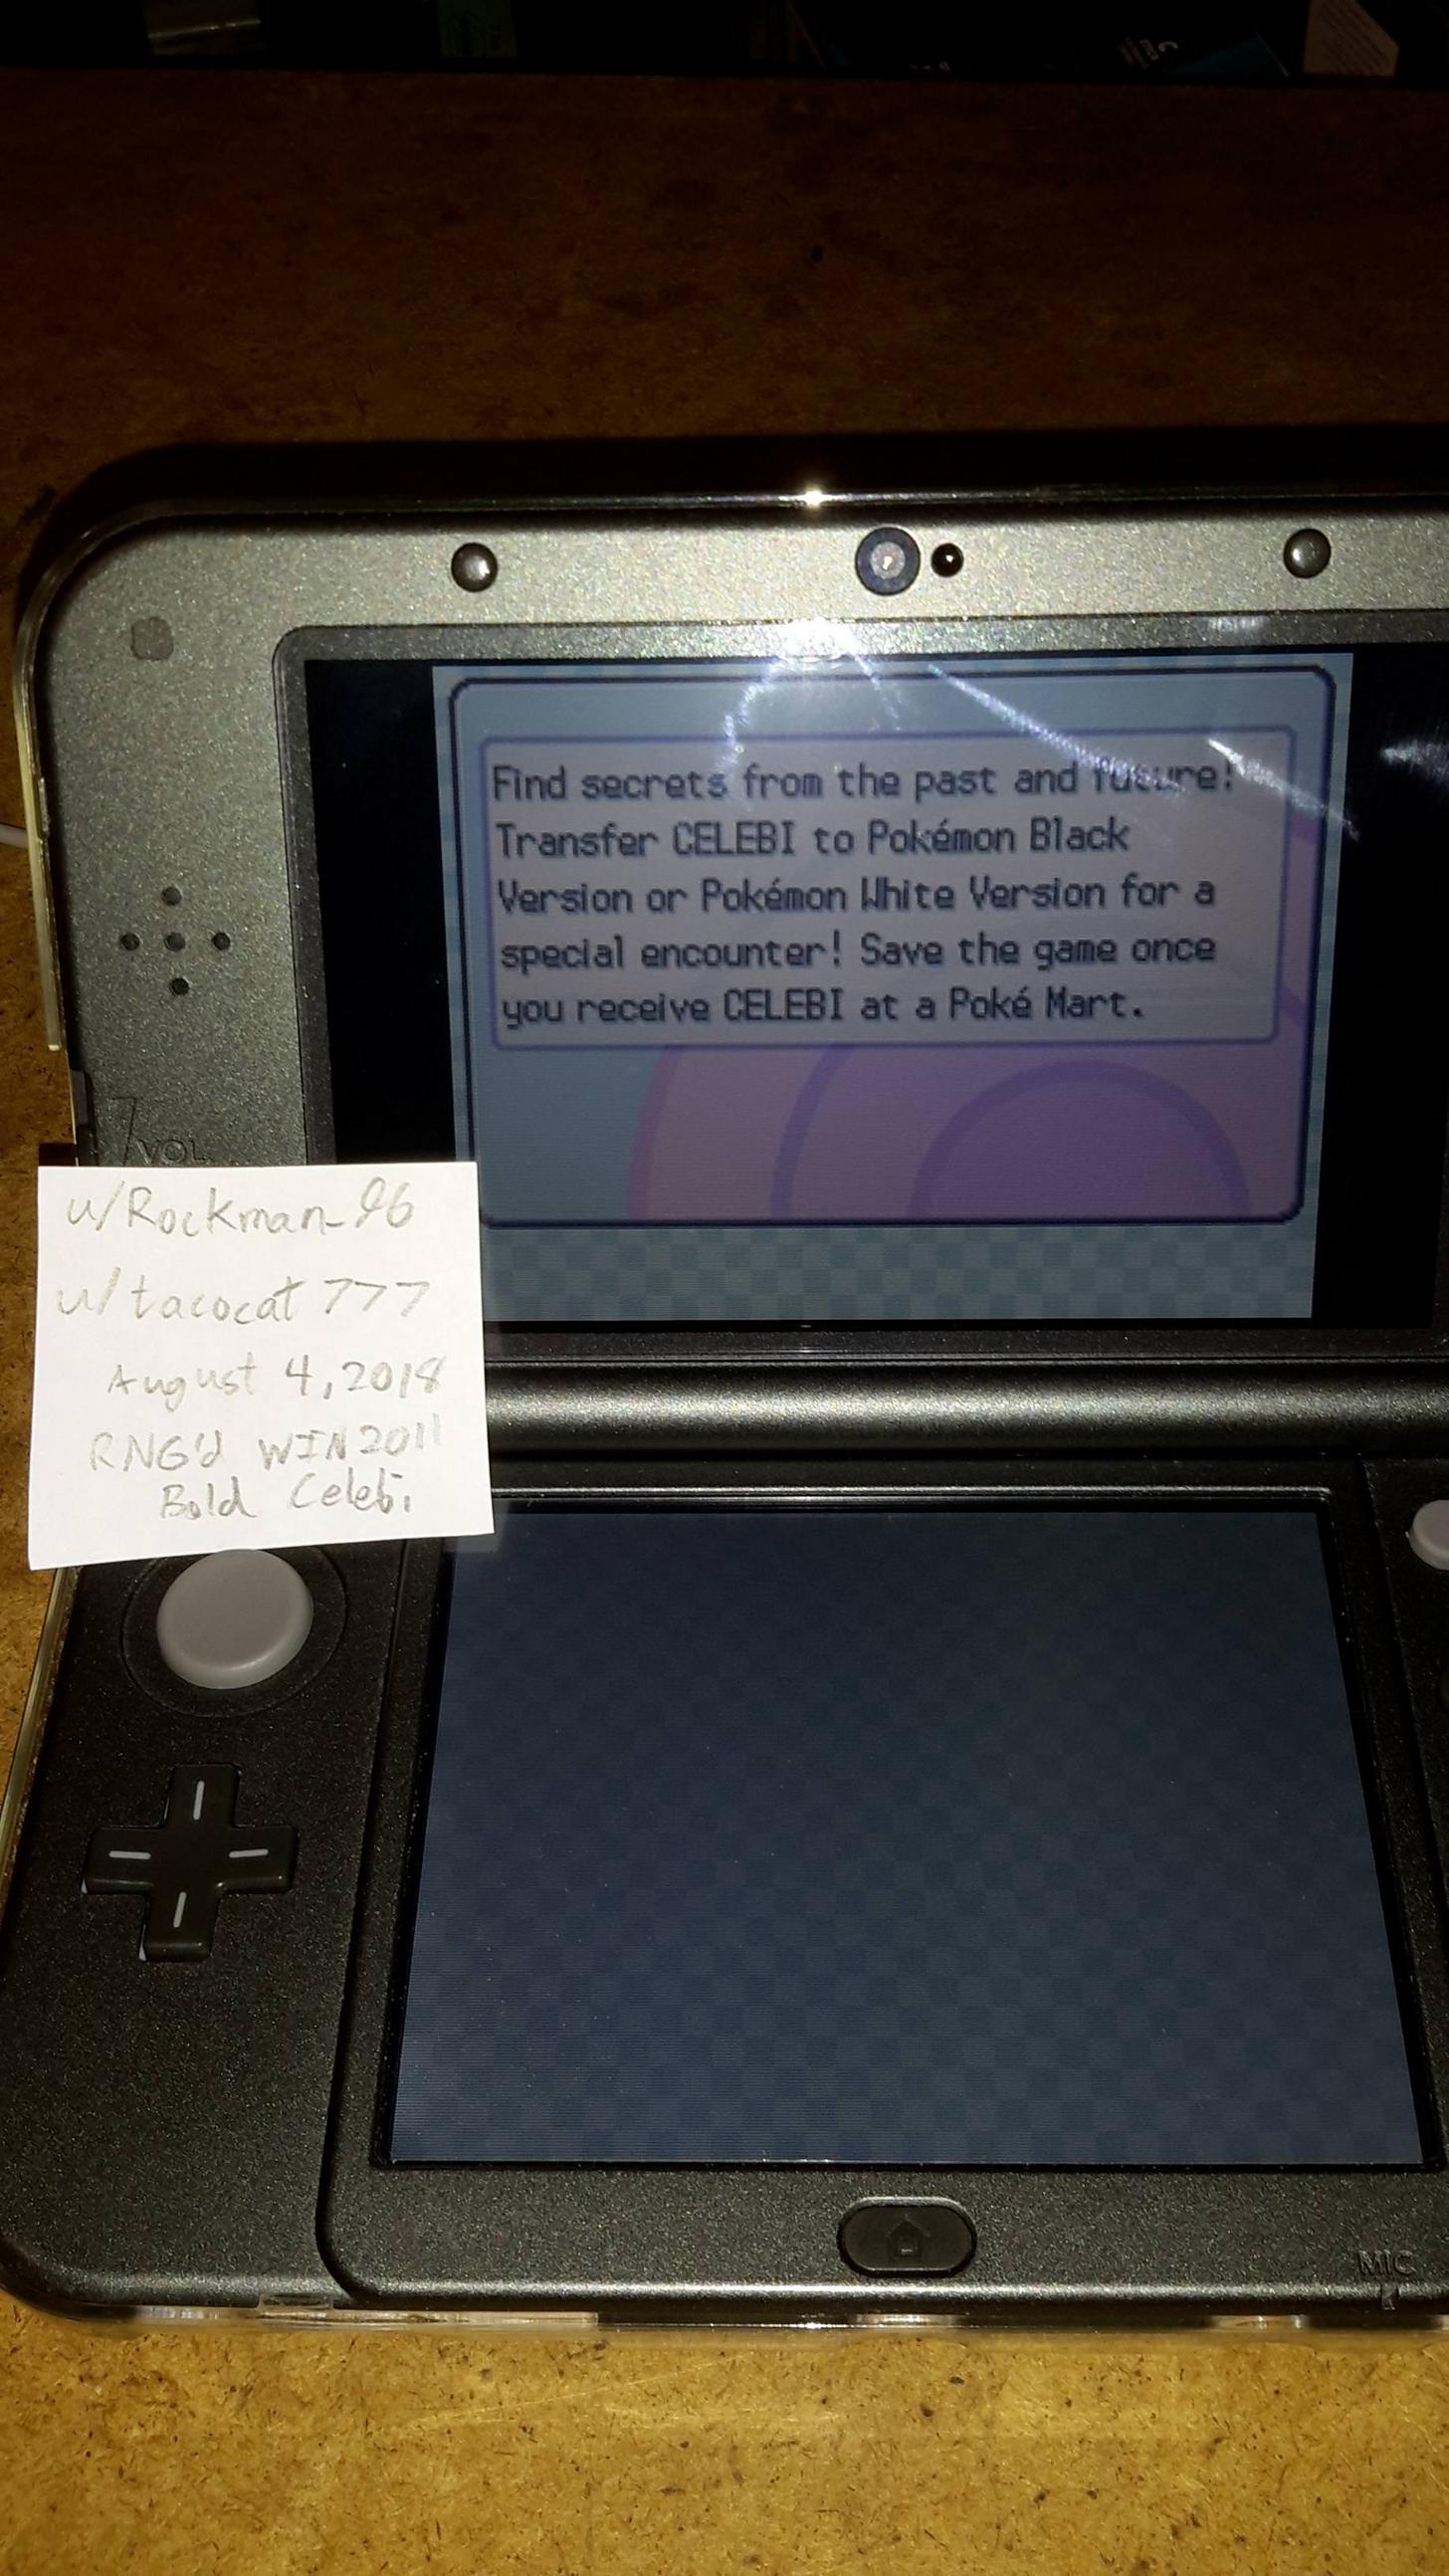 Find secrets from the past and future!
Transfer CELEBI to Pokémon Black
Version or Pokémon White Version for a
special encounter! Save the game once
you receive CELEBI at a Poké Mart.
VOL
u/Rockman_96
u/tacocat777
August 4, 2018
RNG'd WIN2011
Bold Celebi
MIC